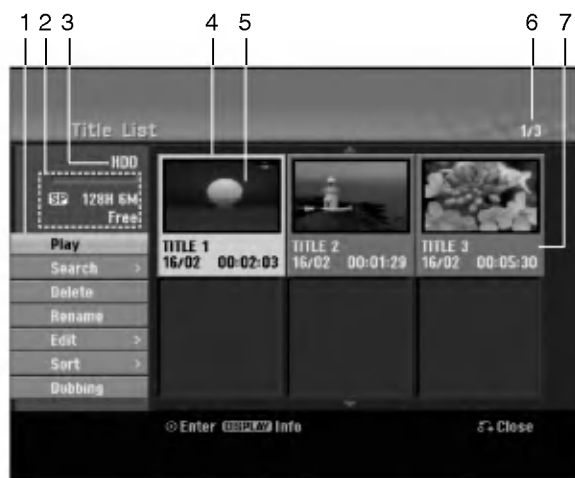 1 2 3 4 5 6 7
Title List
1/3
HDD
SP 128H 6M
Free
Play
Search >
Delete
Rename
Edit >
Sort >
Dubbing
TITLE 1
16/02 00:02:03
TITLE 2
16/02 00:01:29
TITLE 3
16/02 00:05:30
Enter DISPLAY Info
Close